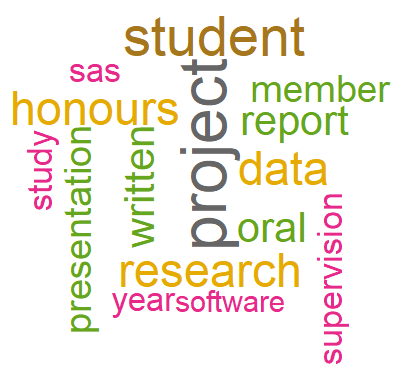 student
sas
member
honours
report
project
data
study
presentation
written
oral
supervision
research
year
software